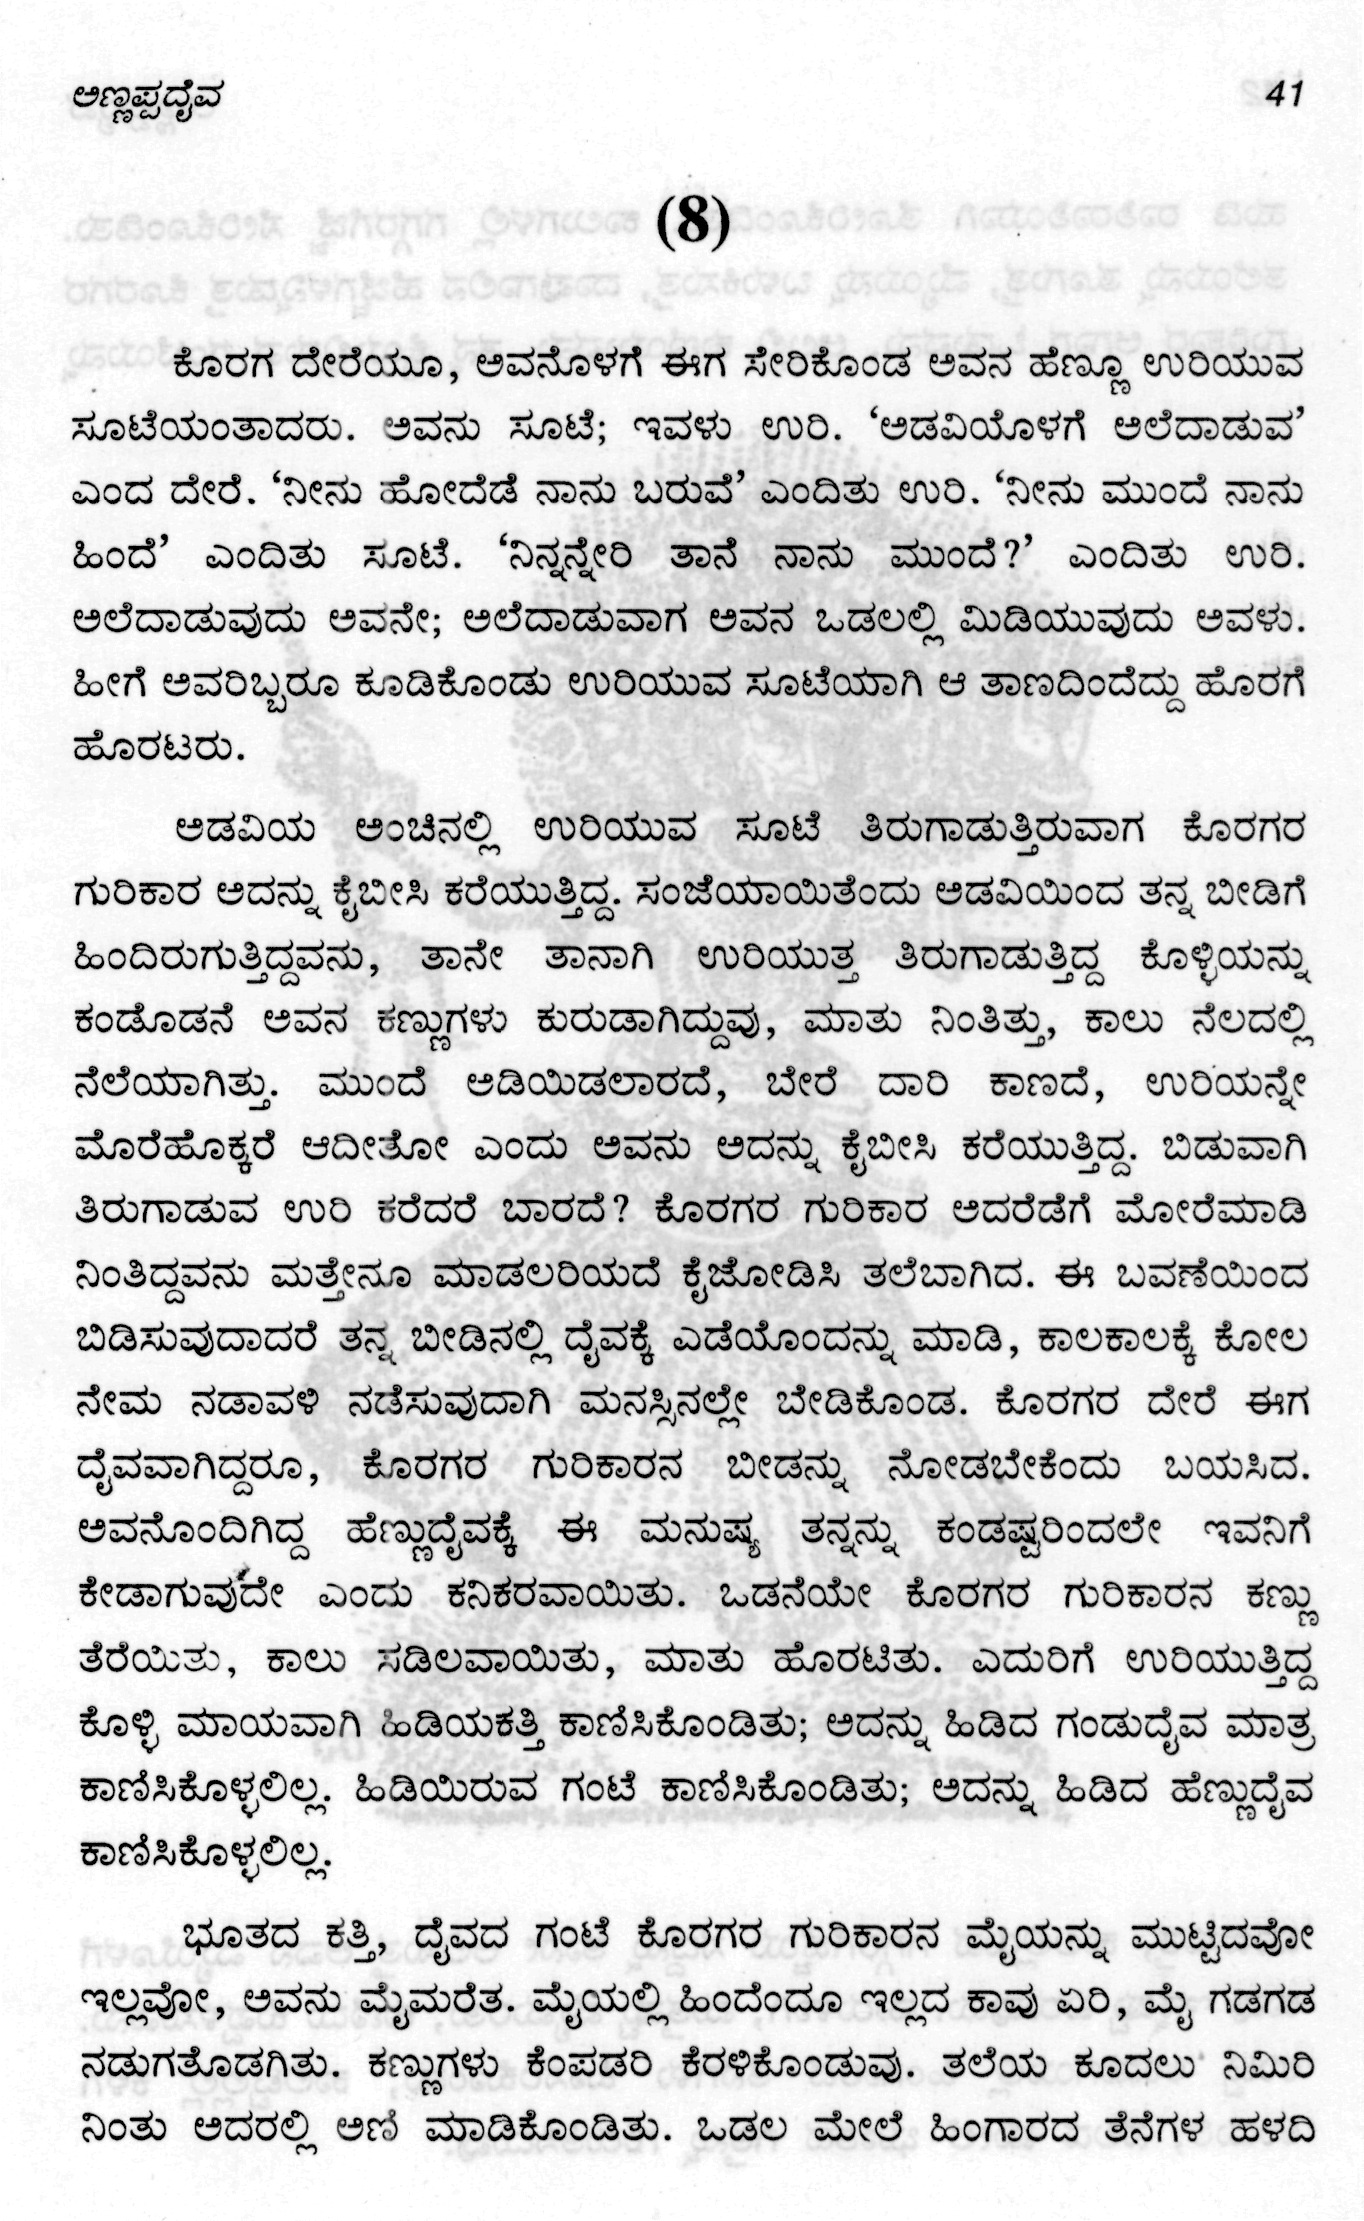 ಅಣ್ಣಪ್ಪದೈವ 41
(8)
ಕೊರಗ ದೇರೆಯೂ, ಅವನೊಳಗೆ ಈಗ ಸೇರಿಕೊಂಡ ಅವನ ಹೆಣ್ಣೂ ಉರಿಯುವ
ಸೂಟೆಯಂತಾದರು. ಅವನು ಸೂಟೆ; ಇವಳು ಉರಿ. ‘ಅಡವಿಯೊಳಗೆ ಅಲೆದಾಡುವ’
ಎಂದ ದೇರೆ. ‘ನೀನು ಹೋದೆಡೆ ನಾನು ಬರುವೆ’ ಎಂದಿತು ಉರಿ. ‘ನೀನು ಮುಂದೆ ನಾನು
ಹಿಂದೆ’ ಎಂದಿತು ಸೂಟೆ. ‘ನಿನ್ನನ್ನೇರಿ ತಾನೆ ನಾನು ಮುಂದೆ?’ ಎಂದಿತು ಉರಿ.
ಅಲೆದಾಡುವುದು ಅವನೇ; ಅಲೆದಾಡುವಾಗ ಅವನ ಒಡಲಲ್ಲಿ ಮಿಡಿಯುವುದು ಅವಳು.
ಹೀಗೆ ಅವರಿಬ್ಬರೂ ಕೂಡಿಕೊಂಡು ಉರಿಯುವ ಸೂಟೆಯಾಗಿ ಆ ತಾಣದಿಂದೆದ್ದು ಹೊರಗೆ
ಹೊರಟರು.
ಅಡವಿಯ ಅಂಚಿನಲ್ಲಿ ಉರಿಯುವ ಸೂಟೆ ತಿರುಗಾಡುತ್ತಿರುವಾಗ ಕೊರಗರ
ಗುರಿಕಾರ ಅದನ್ನು ಕೈಬೀಸಿ ಕರೆಯುತ್ತಿದ್ದ. ಸಂಜೆಯಾಯಿತೆಂದು ಅಡವಿಯಿಂದ ತನ್ನ ಬೀಡಿಗೆ
ಹಿಂದಿರುಗುತ್ತಿದ್ದವನು, ತಾನೇ ತಾನಾಗಿ ಉರಿಯುತ್ತ ತಿರುಗಾಡುತ್ತಿದ್ದ ಕೊಳ್ಳಿಯನ್ನು
ಕಂಡೊಡನೆ ಅವನ ಕಣ್ಣುಗಳು ಕುರುಡಾಗಿದ್ದುವು, ಮಾತು ನಿಂತಿತ್ತು, ಕಾಲು ನೆಲದಲ್ಲಿ
ನೆಲೆಯಾಗಿತ್ತು. ಮುಂದೆ ಅಡಿಯಿಡಲಾರದೆ, ಬೇರೆ ದಾರಿ ಕಾಣದೆ, ಉರಿಯನ್ನೇ
ಮೊರೆಹೊಕ್ಕರೆ ಆದೀತೋ ಎಂದು ಅವನು ಅದನ್ನು ಕೈಬೀಸಿ ಕರೆಯುತ್ತಿದ್ದ. ಬಿಡುವಾಗಿ
ತಿರುಗಾಡುವ ಉರಿ ಕರೆದರೆ ಬಾರದೆ? ಕೊರಗರ ಗುರಿಕಾರ ಅದರೆಡೆಗೆ ಮೋರೆಮಾಡಿ
ನಿಂತಿದ್ದವನು ಮತ್ತೇನೂ ಮಾಡಲರಿಯದೆ ಕೈಜೋಡಿಸಿ ತಲೆಬಾಗಿದ. ಈ ಬವಣೆಯಿಂದ
ಬಿಡಿಸುವುದಾದರೆ ತನ್ನ ಬೀಡಿನಲ್ಲಿ ದೈವಕ್ಕೆ ಎಡೆಯೊಂದನ್ನು ಮಾಡಿ, ಕಾಲಕಾಲಕ್ಕೆ ಕೋಲ
ನೇಮ ನಡಾವಳಿ ನಡೆಸುವುದಾಗಿ ಮನಸ್ಸಿನಲ್ಲೇ ಬೇಡಿಕೊಂಡ. ಕೊರಗರ ದೇರೆ ಈಗ
ದೈವವಾಗಿದ್ದರೂ, ಕೊರಗರ ಗುರಿಕಾರನ ಬೀಡನ್ನು ನೋಡಬೇಕೆಂದು ಬಯಸಿದ.
ಅವನೊಂದಿಗಿದ್ದ ಹೆಣ್ಣುದೈವಕ್ಕೆ ಈ ಮನುಷ್ಯ ತನ್ನನ್ನು ಕಂಡಷ್ಟರಿಂದಲೇ ಇವನಿಗೆ
ಕೇಡಾಗುವುದೇ ಎಂದು ಕನಿಕರವಾಯಿತು. ಒಡನೆಯೇ ಕೊರಗರ ಗುರಿಕಾರನ ಕಣ್ಣು
ತೆರೆಯಿತು, ಕಾಲು ಸಡಿಲವಾಯಿತು, ಮಾತು ಹೊರಟಿತು. ಎದುರಿಗೆ ಉರಿಯುತ್ತಿದ್ದ
ಕೊಳ್ಳಿ ಮಾಯವಾಗಿ ಹಿಡಿಯಕತ್ತಿ ಕಾಣಿಸಿಕೊಂಡಿತು; ಅದನ್ನು ಹಿಡಿದ ಗಂಡುದೈವ ಮಾತ್ರ
ಕಾಣಿಸಿಕೊಳ್ಳಲಿಲ್ಲ. ಹಿಡಿಯಿರುವ ಗಂಟೆ ಕಾಣಿಸಿಕೊಂಡಿತು; ಅದನ್ನು ಹಿಡಿದ ಹೆಣ್ಣುದೈವ
ಕಾಣಿಸಿಕೊಳ್ಳಲಿಲ್ಲ.
ಭೂತದ ಕತ್ತಿ, ದೈವದ ಗಂಟೆ ಕೊರಗರ ಗುರಿಕಾರನ ಮೈಯನ್ನು ಮುಟ್ಟಿದವೋ
ಇಲ್ಲವೋ, ಅವನು ಮೈಮರೆತ. ಮೈಯಲ್ಲಿ ಹಿಂದೆಂದೂ ಇಲ್ಲದ ಕಾವು ಏರಿ, ಮೈ ಗಡಗಡ
ನಡುಗತೊಡಗಿತು. ಕಣ್ಣುಗಳು ಕೆಂಪಡರಿ ಕೆರಳಿಕೊಂಡುವು. ತಲೆಯ ಕೂದಲು ನಿಮಿರಿ
ನಿಂತು ಅದರಲ್ಲಿ ಅಣಿ ಮಾಡಿಕೊಂಡಿತು. ಒಡಲ ಮೇಲೆ ಹಿಂಗಾರದ ತೆನೆಗಳ ಹಳದಿ